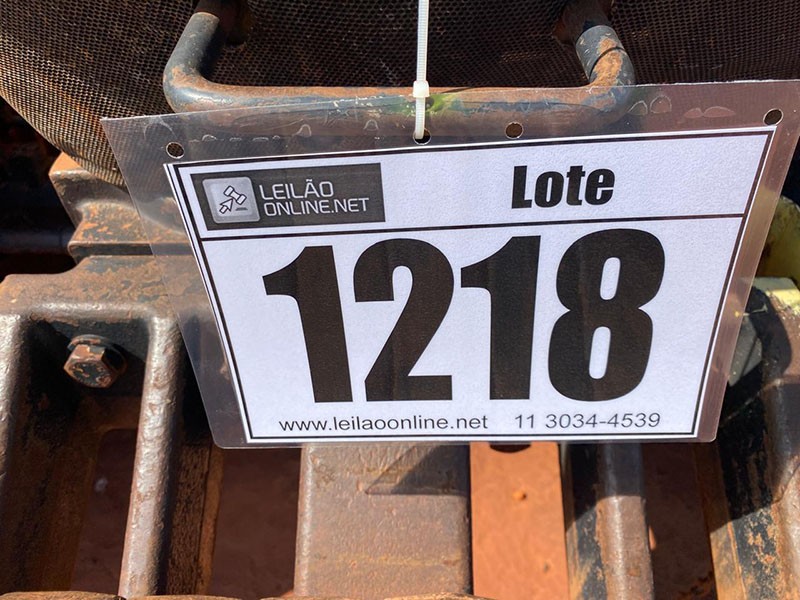 LEILÃO
ONLINE.NET
Lote
1218
www.leilaoonline.net 11 3034-4539